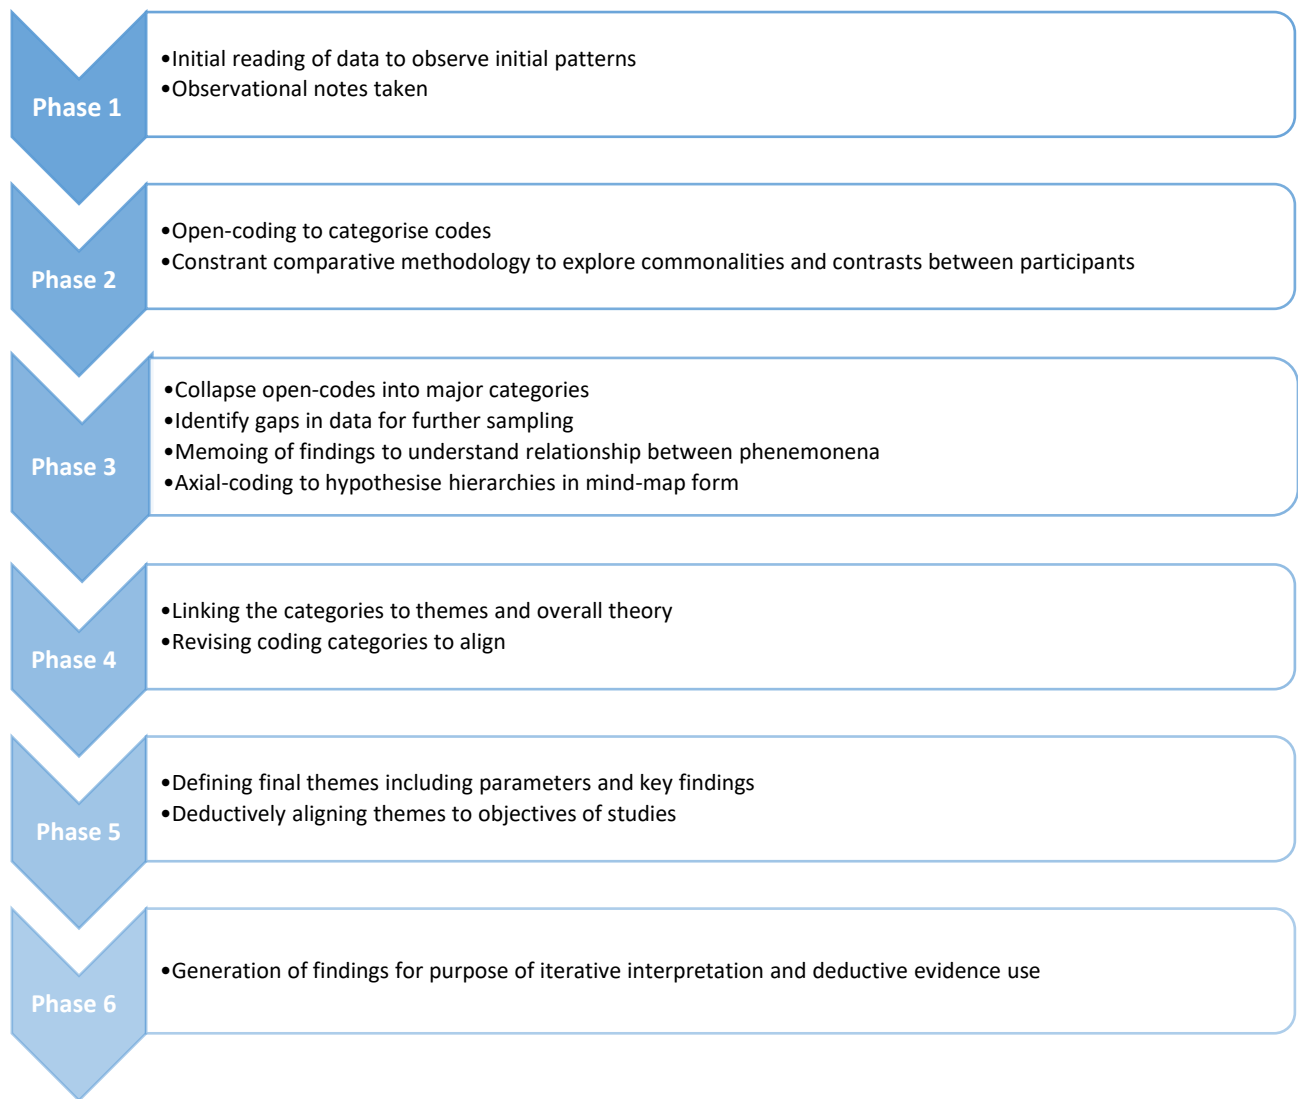 Phase 1
•Initial reading of data to observe initial patterns
•Observational notes taken
Phase 2
•Open-coding to categorise codes
•Constrant comparative methodology to explore commonalities and contrasts between participants
Phase 3
•Collapse open-codes into major categories
•Identify gaps in data for further sampling
•Memoing of findings to understand relationship between phenemonena
•Axial-coding to hypothesise hierarchies in mind-map form
Phase 4
•Linking the categories to themes and overall theory
•Revising coding categories to align
Phase 5
•Defining final themes including parameters and key findings
•Deductively aligning themes to objectives of studies
Phase 6
•Generation of findings for purpose of iterative interpretation and deductive evidence use